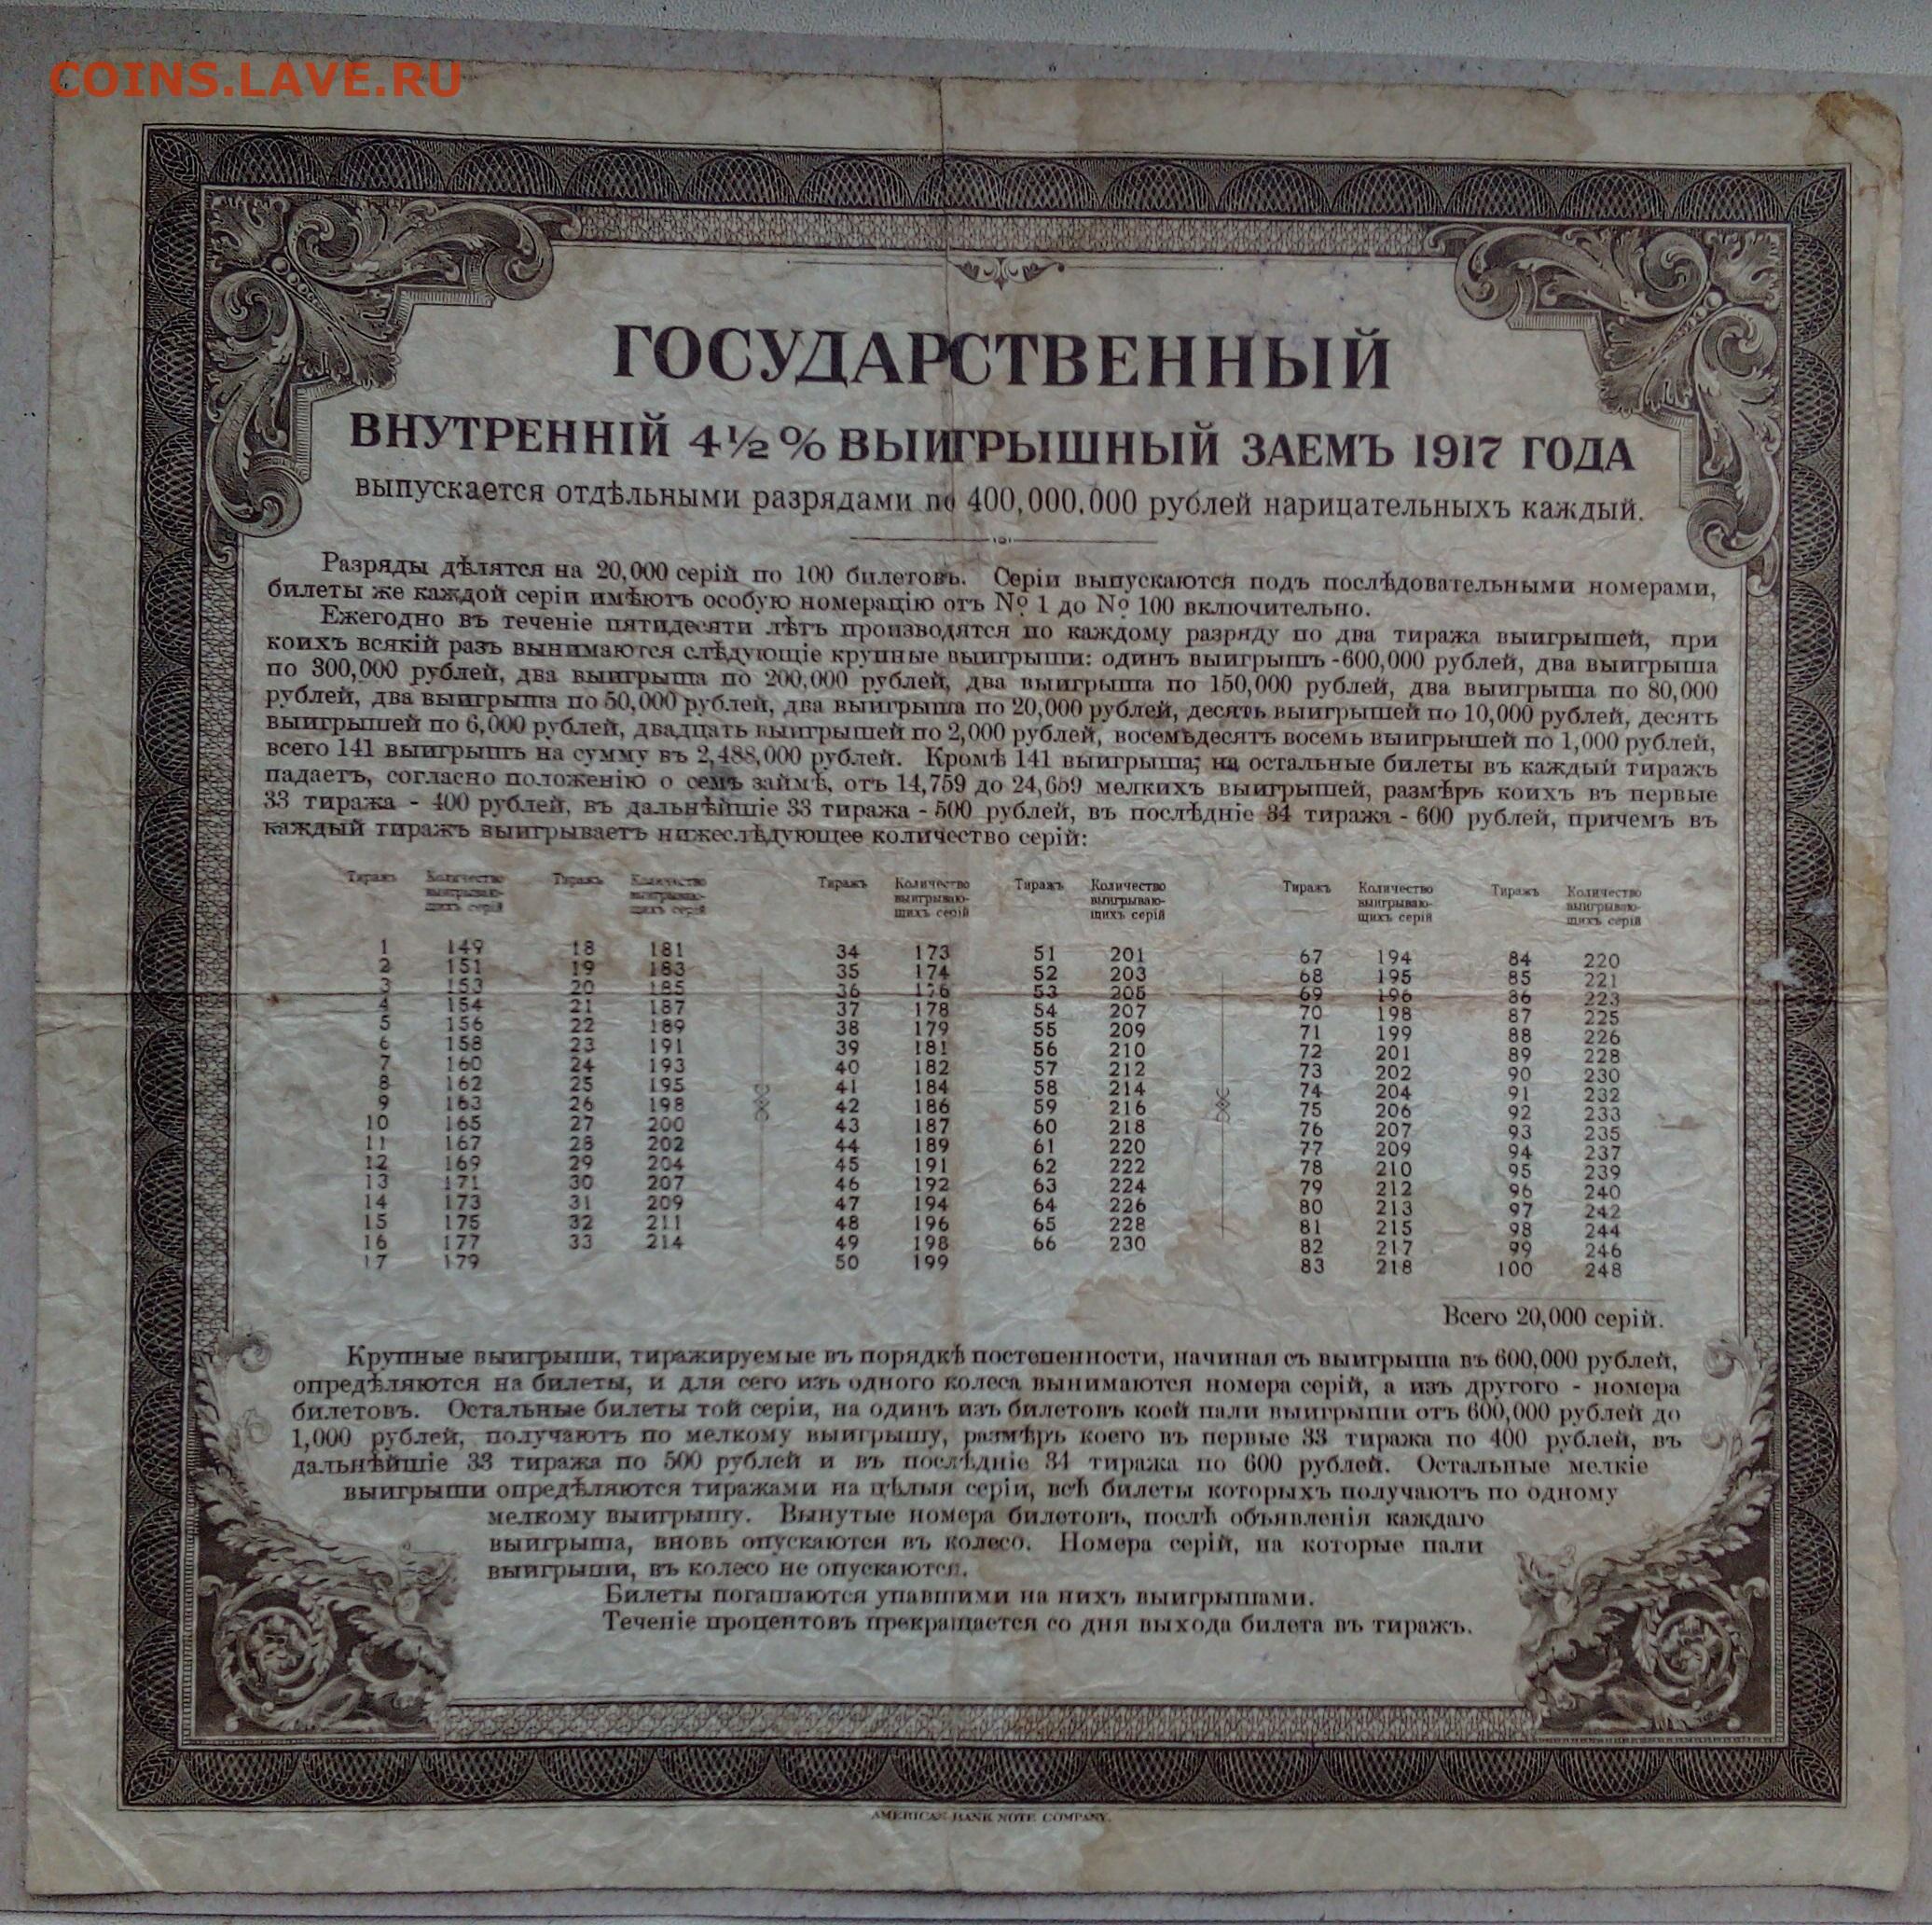 COINS.LAVE.RU
ГОСУДАРСТВЕННЫЙ
ВНУТРЕННІЙ 4½% ВЫИГРЫШНЫЙ ЗАЕМЪ 1917 ГОДА
выпускается отдѣльными разрядами по 400,000,000 рублей нарицательныхъ каждый.
Разряды дѣлятся на 20,000 серій по 100 билетовъ. Серіи выпускаются подъ послѣдовательными номерами,
билеты же каждой серіи имѣютъ особую номерацію отъ № 1 до № 100 включительно.
Ежегодно въ теченіе пятидесяти лѣтъ производятся по каждому разряду по два тиража выигрышей, при
коихъ всякій разъ вынимаются слѣдующіе крупные выигрыши: одинъ выигрышъ -600,000 рублей, два выигрыша
по 300,000 рублей, два выигрыша по 200,000 рублей, два выигрыша по 150,000 рублей, два выигрыша по 80,000
рублей, два выигрыша по 50,000 рублей, два выигрыша по 20,000 рублей, десять выигрышей по 10,000 рублей, десять
выигрышей по 6,000 рублей, двадцать выигрышей по 2,000 рублей, восемьдесятъ восемь выигрышей по 1,000 рублей,
всего 141 выигрышъ на сумму въ 2,488,000 рублей. Кромѣ 141 выигрыша; на остальные билеты въ каждый тиражъ
падаетъ, согласно положенію о семъ займѣ, отъ 14,759 до 24,659 мелкихъ выигрышей, размѣръ коихъ въ первые
33 тиража - 400 рублей, въ дальнѣйшіе 33 тиража - 500 рублей, въ послѣдніе 34 тиража - 600 рублей, причемъ въ
каждый тиражъ выигрываетъ нижеслѣдующее количество серій:
Тиражъ Количество Тиражъ Количество Тиражъ Количество Тиражъ Количество Тиражъ Количество Тиражъ Количество
выигрываю- выигрываю- выигрываю- выигрываю- выигрываю- выигрываю-
щихъ серій щихъ серій щихъ серій щихъ серій щихъ серій щихъ серій
1 149 18 181 34 173 51 201 67 194 84 220
2 151 19 183 35 174 52 203 68 195 85 221
3 153 20 185 36 176 53 205 69 196 86 223
4 154 21 187 37 178 54 207 70 198 87 225
5 156 22 189 38 179 55 209 71 199 88 226
6 158 23 191 39 181 56 210 72 201 89 228
7 160 24 193 40 182 57 212 73 202 90 230
8 162 25 195 41 184 58 214 74 204 91 232
9 163 26 198 42 186 59 216 75 206 92 233
10 165 27 200 43 187 60 218 76 207 93 235
11 167 28 202 44 189 61 220 77 209 94 237
12 169 29 204 45 191 62 222 78 210 95 239
13 171 30 207 46 192 63 224 79 212 96 240
14 173 31 209 47 194 64 226 80 213 97 242
15 175 32 211 48 196 65 228 81 215 98 244
16 177 33 214 49 198 66 230 82 217 99 246
17 179 50 199 83 218 100 248
Всего 20,000 серій.
Крупные выигрыши, тиражируемые въ порядкѣ постепенности, начиная съ выигрыша въ 600,000 рублей,
опредѣляются на билеты, и для сего изъ одного колеса вынимаются номера серій, а изъ другого - номера
билетовъ. Остальные билеты той серіи, на одинъ изъ билетовъ коей пали выигрыши отъ 600,000 рублей до
1,000 рублей, получаютъ по мелкому выигрышу, размѣръ коего въ первые 33 тиража по 400 рублей, въ
дальнѣйшіе 33 тиража по 500 рублей и въ послѣдніе 34 тиража по 600 рублей. Остальные мелкіе
выигрыши опредѣляются тиражами на цѣлыя серіи, всѣ билеты которыхъ получаютъ по одному
мелкому выигрышу. Вынутые номера билетовъ, послѣ объявленія каждаго
выигрыша, вновь опускаются въ колесо. Номера серій, на которые пали
выигрыши, въ колесо не опускаются.
Билеты погашаются упавшими на нихъ выигрышами.
Теченіе процентовъ прекращается со дня выхода билета въ тиражъ.
AMERICAN BANK NOTE COMPANY.